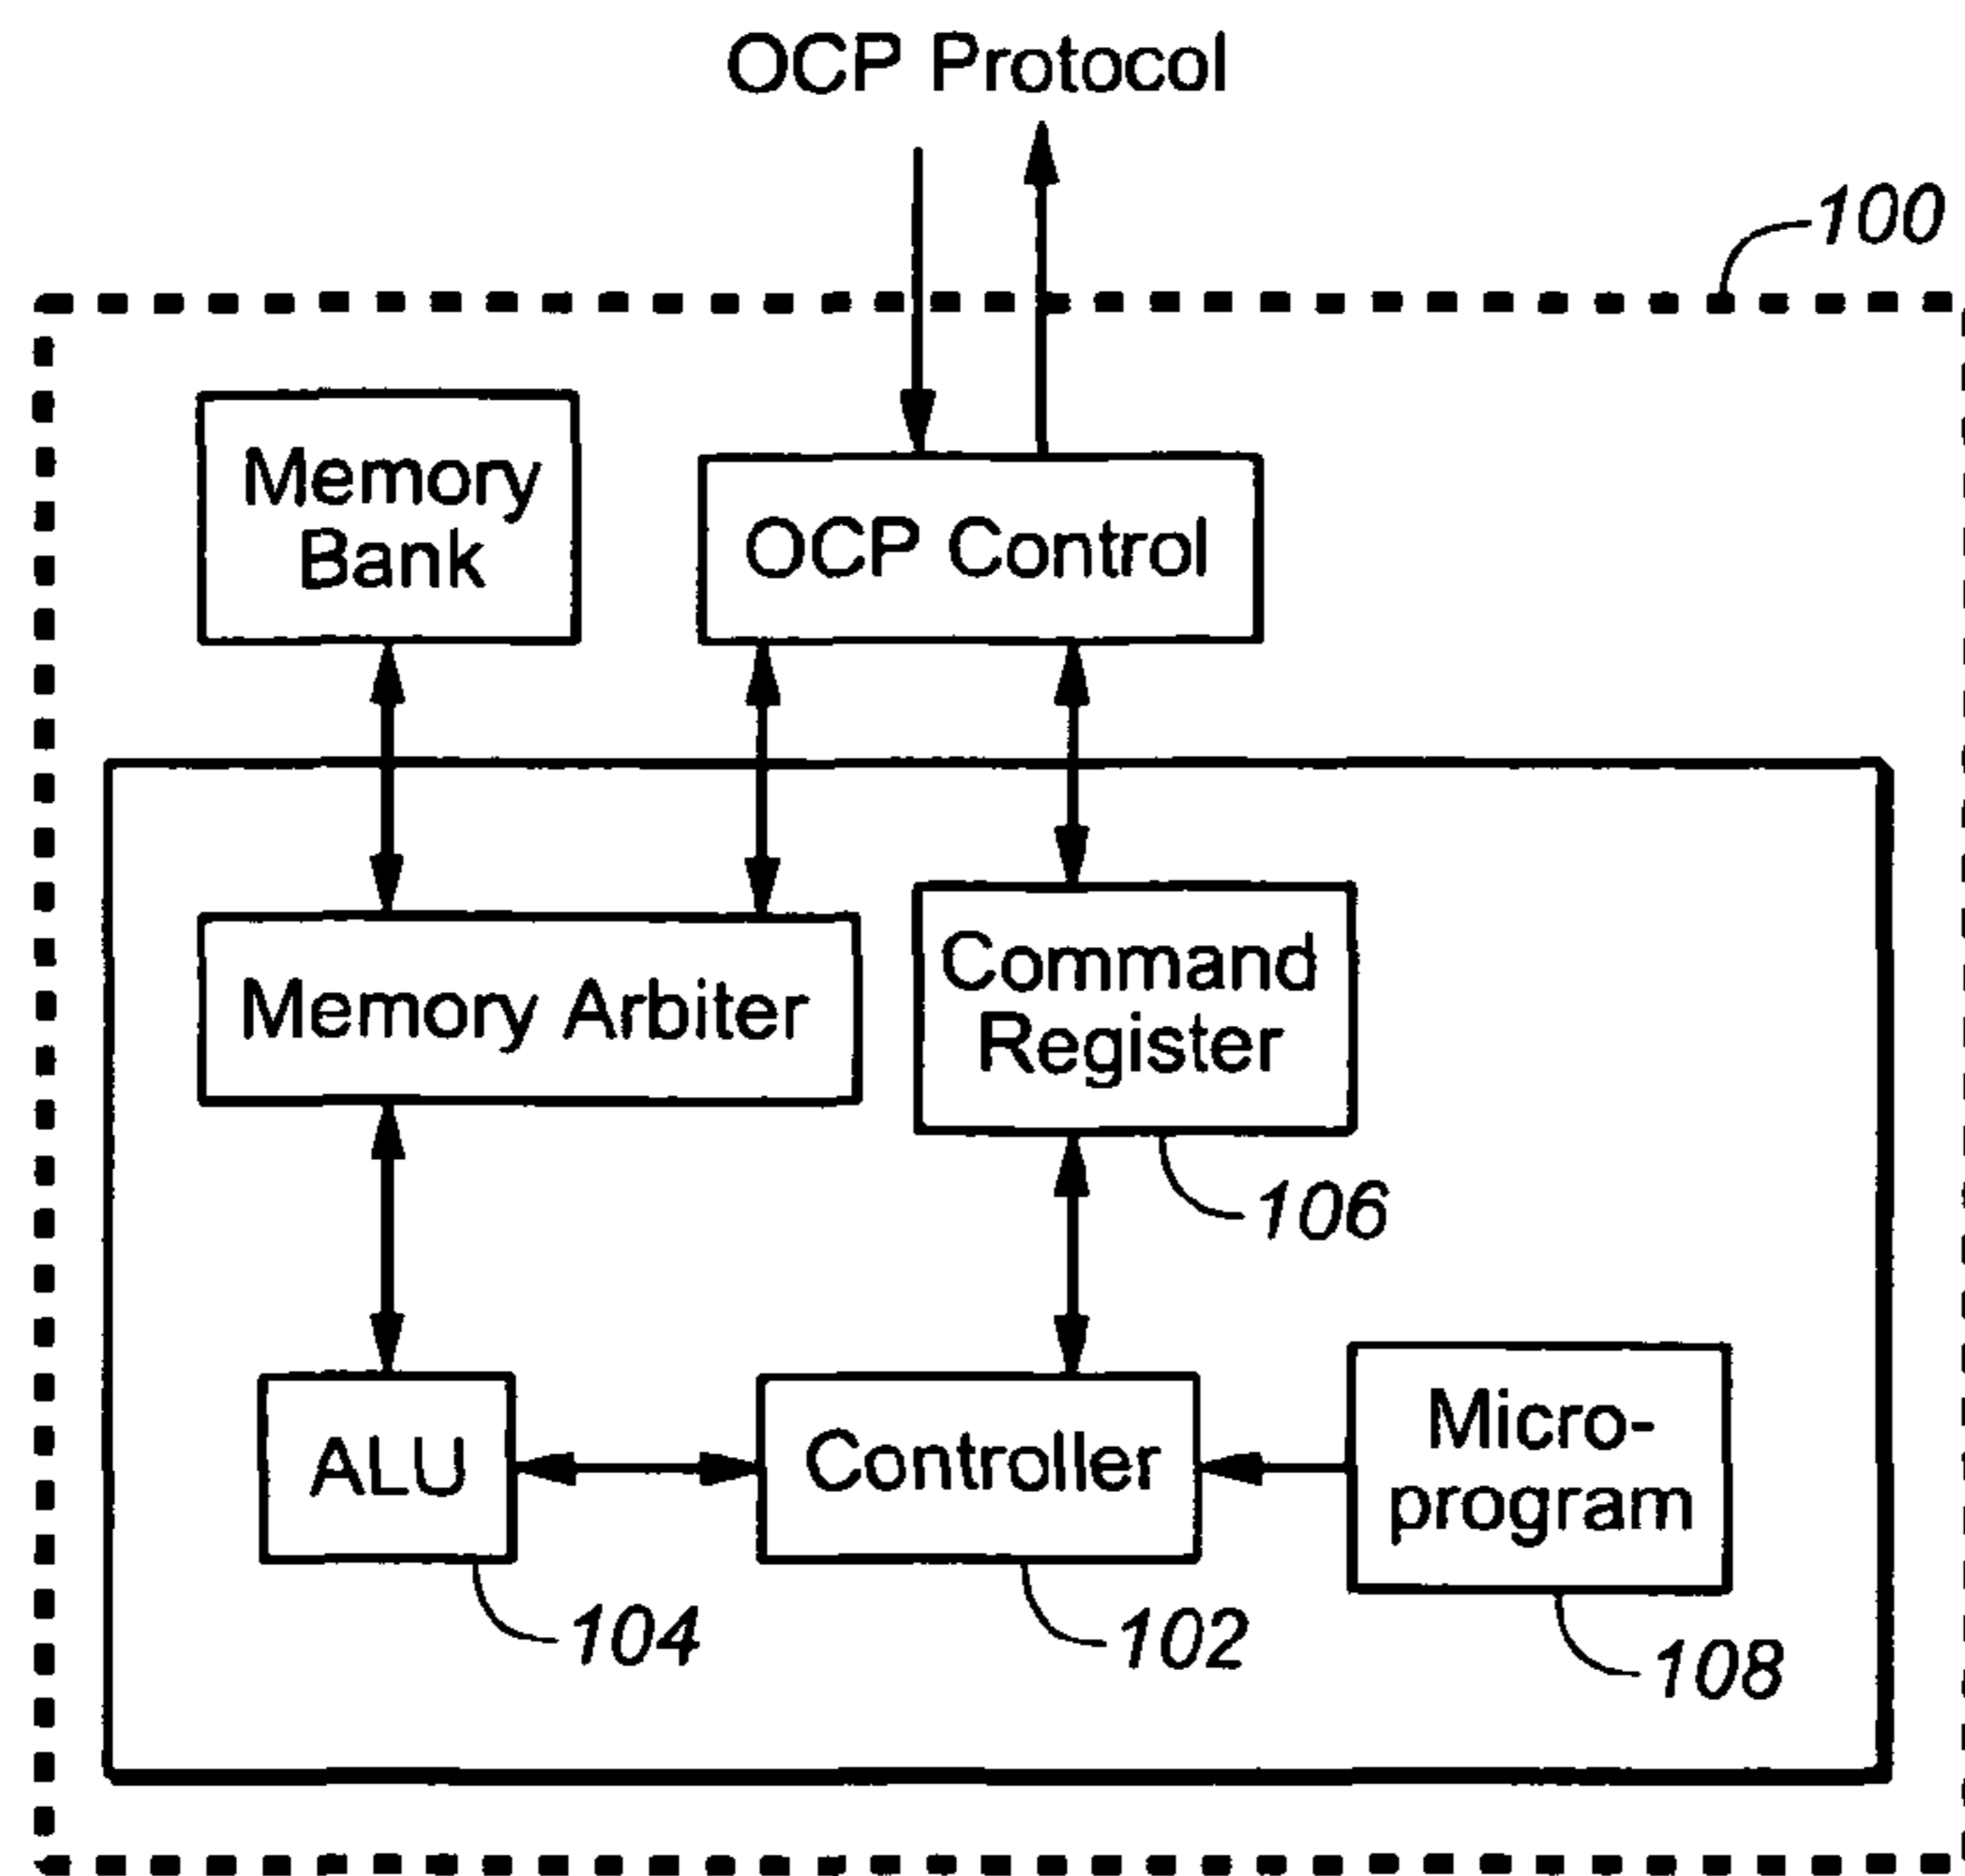 OCP Protocol
100
Memory
Bank
OCP Control
Memory Arbiter
Command
Register
106
ALU
Controller
Micro-
program
104
102
108